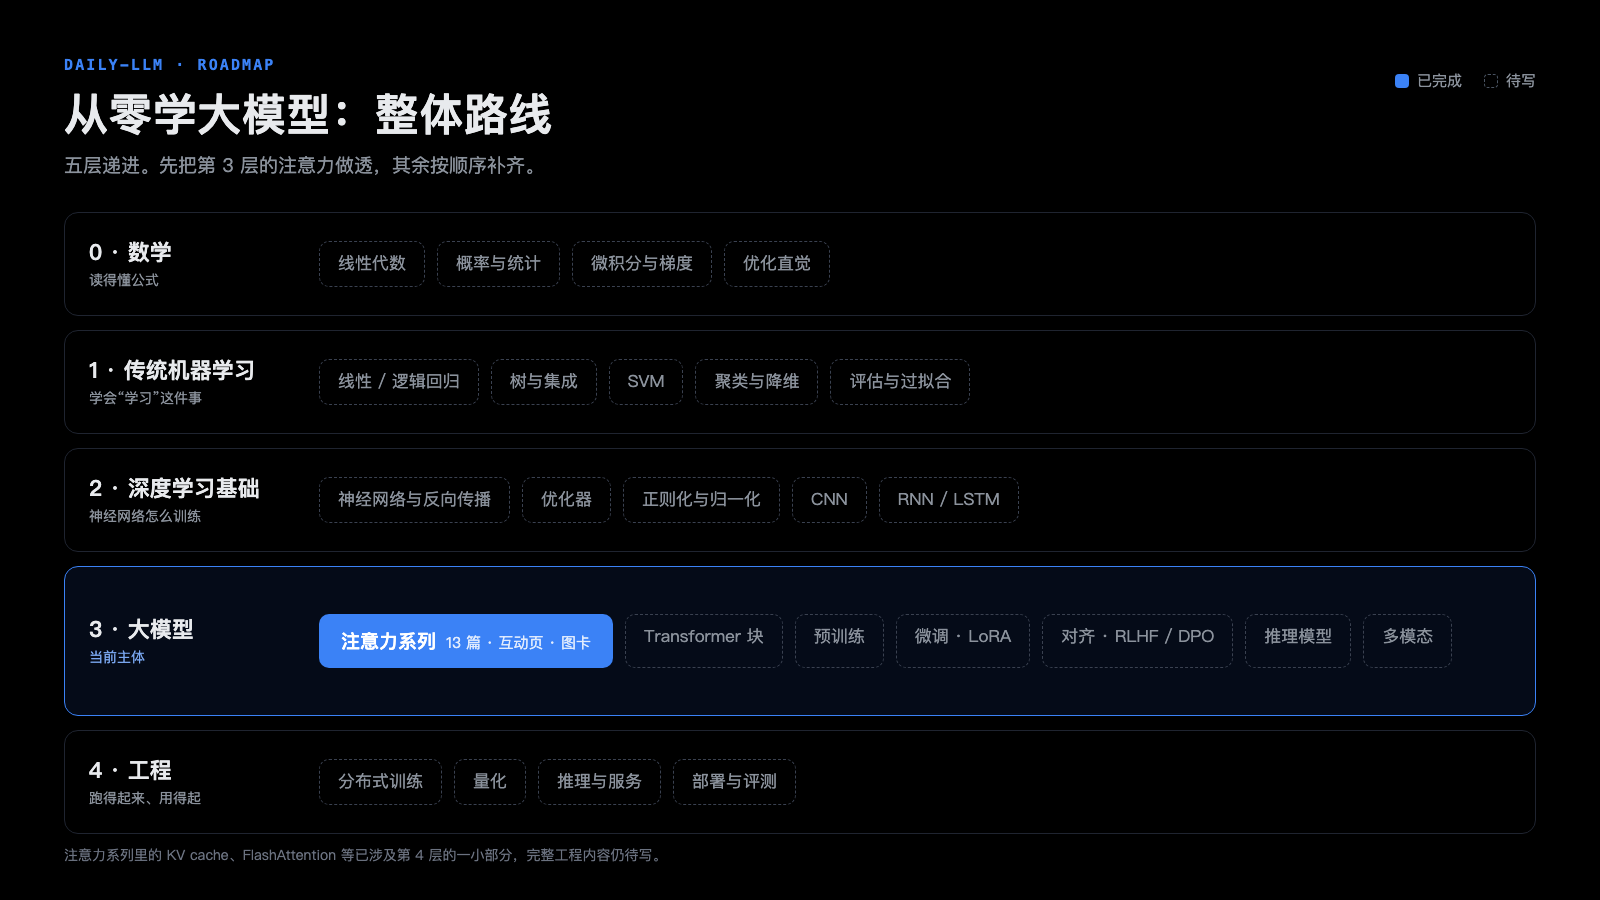 DAILY-LLM · ROADMAP
从零学大模型：整体路线
五层递进。先把第 3 层的注意力做透，其余按顺序补齐。
已完成 待写
0 · 数学
读得懂公式
线性代数 概率与统计 微积分与梯度 优化直觉
1 · 传统机器学习
学会“学习”这件事
线性 / 逻辑回归 树与集成 SVM 聚类与降维 评估与过拟合
2 · 深度学习基础
神经网络怎么训练
神经网络与反向传播 优化器 正则化与归一化 CNN RNN / LSTM
3 · 大模型
当前主体
注意力系列 13 篇 · 互动页 · 图卡 Transformer 块 预训练 微调 · LoRA 对齐 · RLHF / DPO 推理模型 多模态
4 · 工程
跑得起来、用得起
分布式训练 量化 推理与服务 部署与评测
注意力系列里的 KV cache、FlashAttention 等已涉及第 4 层的一小部分，完整工程内容仍待写。